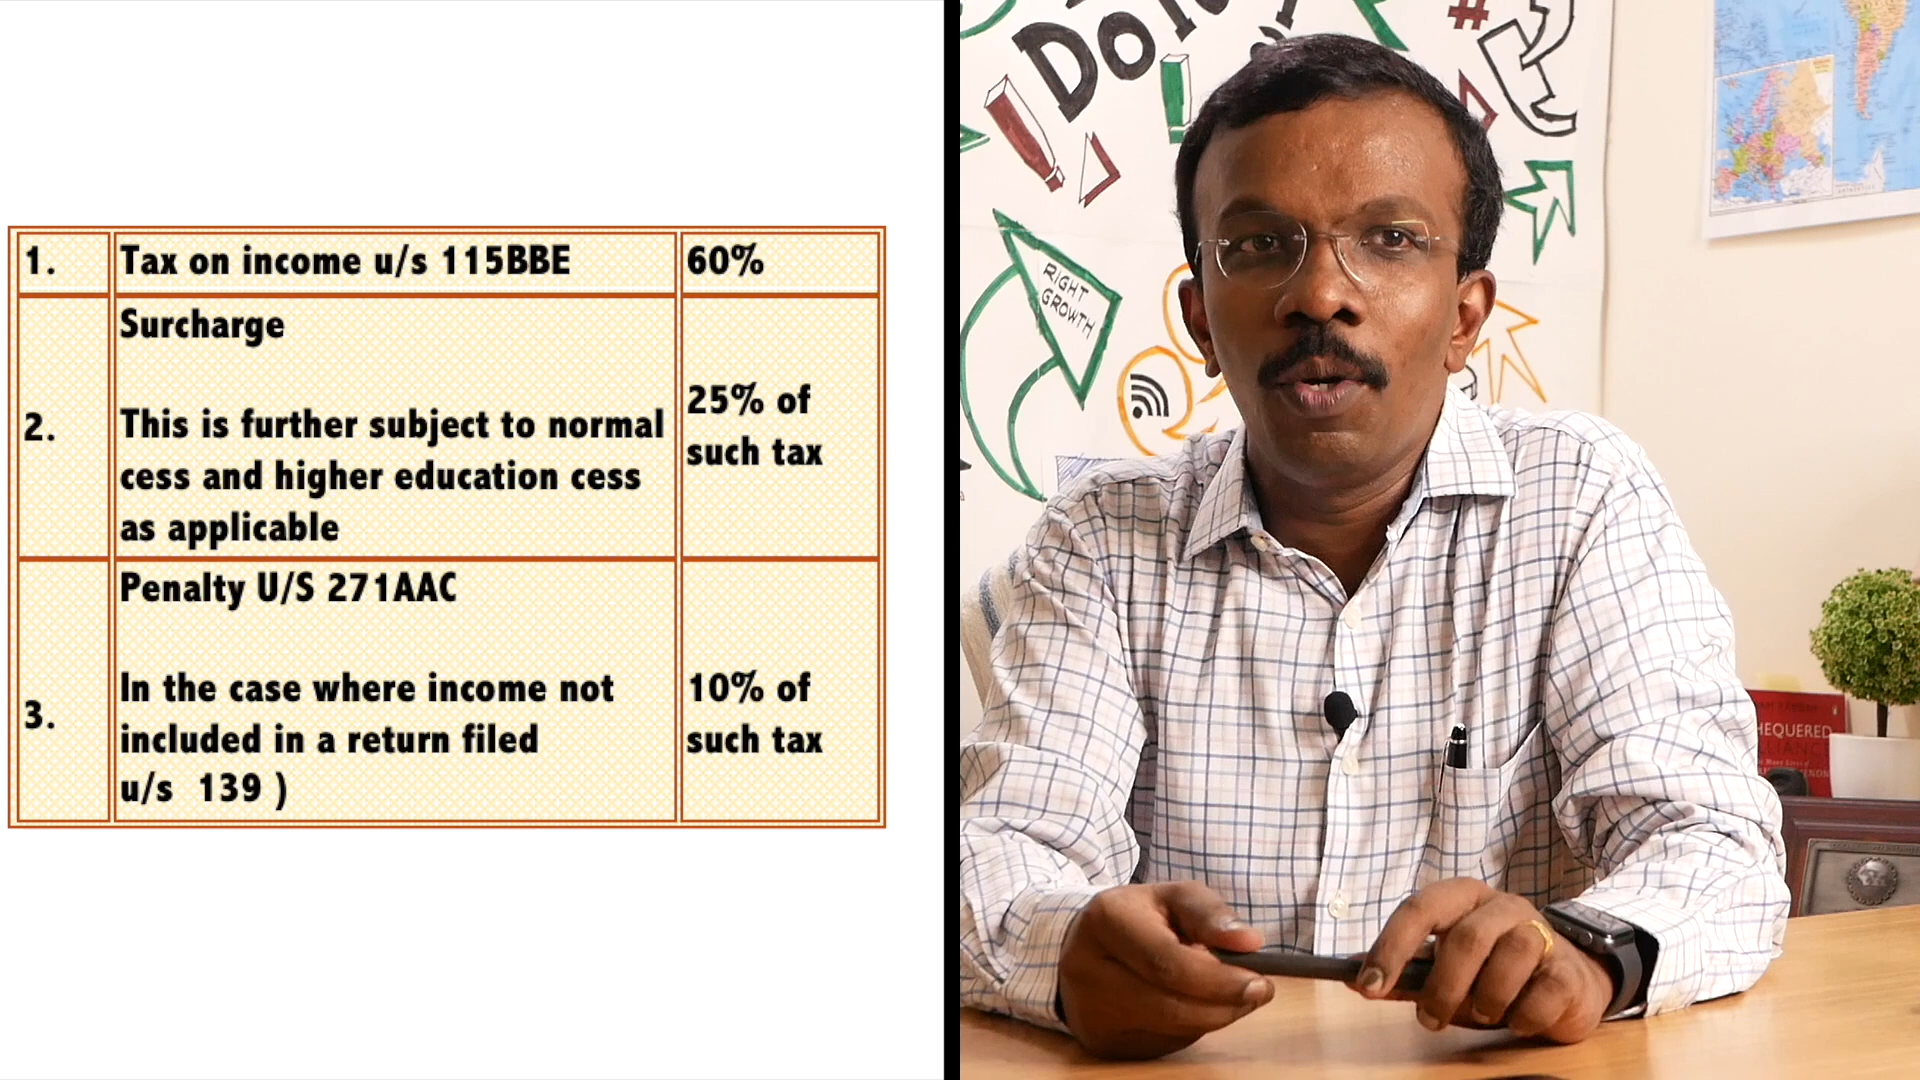 1.
Tax on income u/s 115BBE
60%
2.
Surcharge
This is further subject to normal
cess and higher education cess
as applicable
25% of
such tax
3.
Penalty U/S 271AAC
In the case where income not
included in a return filed
u/s 139 )
10% of
such tax
#
RIGHT
GROWTH
HEQUERED